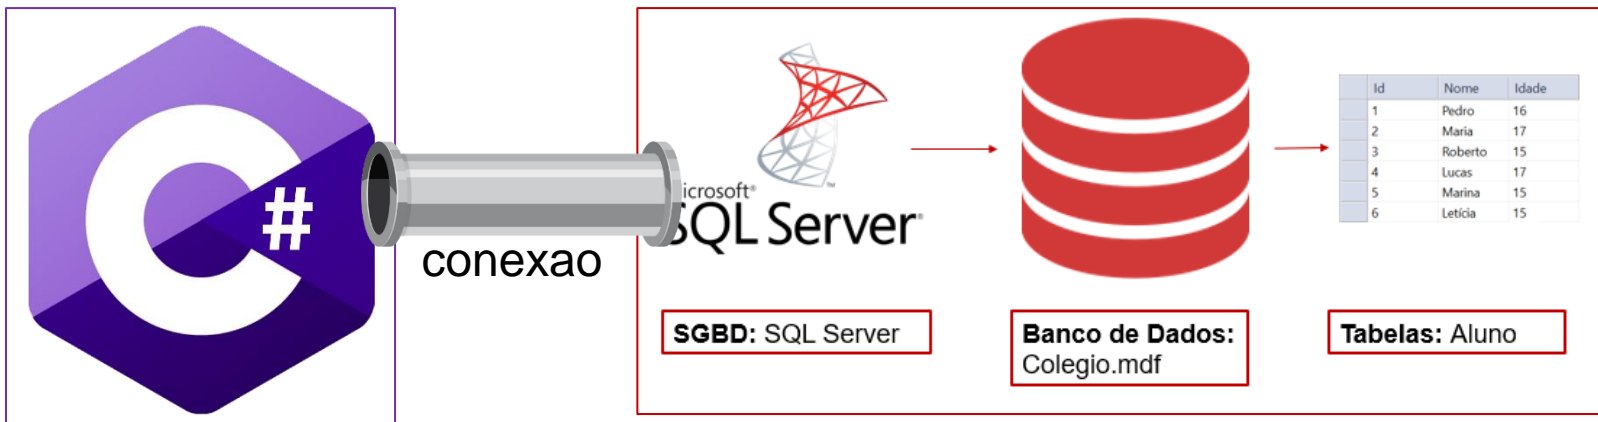 C#
conexao
Microsoft®
SQL Server®
SGBD: SQL Server
Banco de Dados:
Colegio.mdf
Id Nome Idade
1 Pedro 16
2 Maria 17
3 Roberto 15
4 Lucas 17
5 Marina 15
6 Letícia 15
Tabelas: Aluno